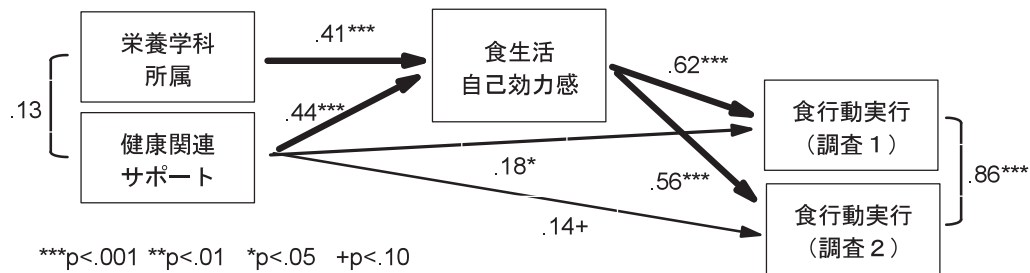 栄養学科
所属
.41***
食生活
自己効力感
.62***
.13
.44***
健康関連
サポート
食行動実行
（調査１）
.18*
.56***
.86***
食行動実行
（調査２）
.14+
***p<.001 **p<.01 *p<.05 +p<.10